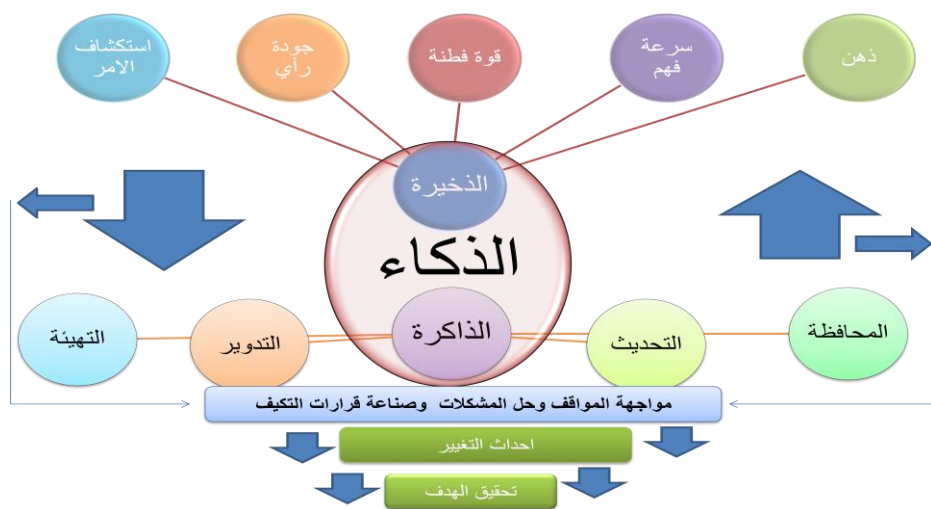 ذهن
سرعة
فهم
قوة فطنة
جودة
رأي
استكشاف
الامر
الذخيرة
الذكاء
الذاكرة
المحافظة
التحديث
التدوير
التهيئة
مواجهة المواقف وحل المشكلات وصناعة قرارات التكيف
احداث التغيير
تحقيق الهدف